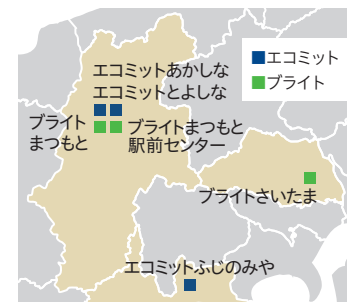 エコミット
ブライト
エコミットあかしな
エコミットとよしな
ブライト
まつもと
ブライトまつもと
駅前センター
ブライトさいたま
エコミットふじのみや